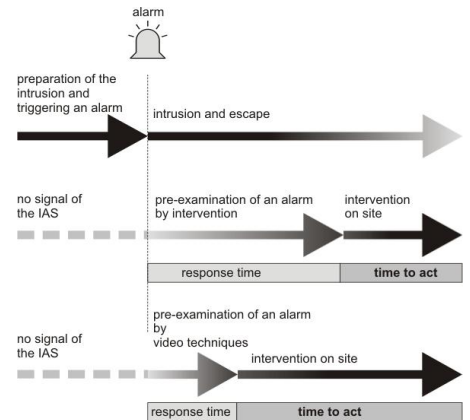 alarm
preparation of the
intrusion and
triggering an alarm
intrusion and escape
no signal of
the IAS
pre-examination of an alarm
by intervention
intervention
on site
response time
time to act
pre-examination of an alarm
by
video techniques
no signal of
the IAS
intervention on site
response time
time to act